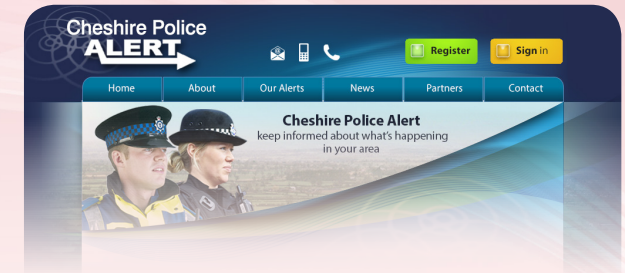 Cheshire Police
ALERT
Register
Sign in
Home
About
Our Alerts
News
Partners
Contact
Cheshire Police Alert
keep informed about what's happening
in your area